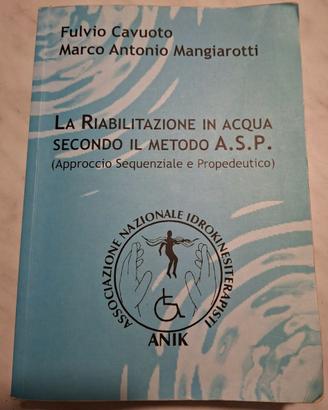 Fulvio Cavuoto
Marco Antonio Mangiarotti
LA RIABILITAZIONE IN ACQUA
SECONDO IL METODO A.S.P.
(Approccio Sequenziale e Propedeutico)
ASSOCIAZIONE NAZIONALE IDROKINESITERAPISTI
ANIK